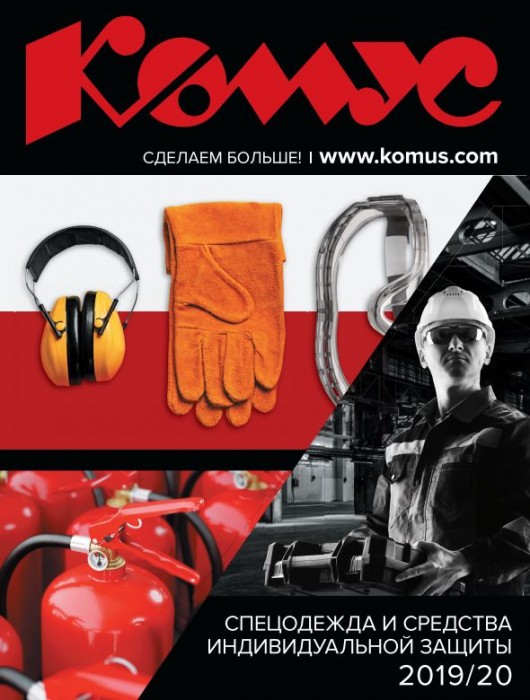 Комус
СДЕЛАЕМ БОЛЬШЕ! | www.komus.com
СПЕЦОДЕЖДА И СРЕДСТВА
ИНДИВИДУАЛЬНОЙ ЗАЩИТЫ
2019/20